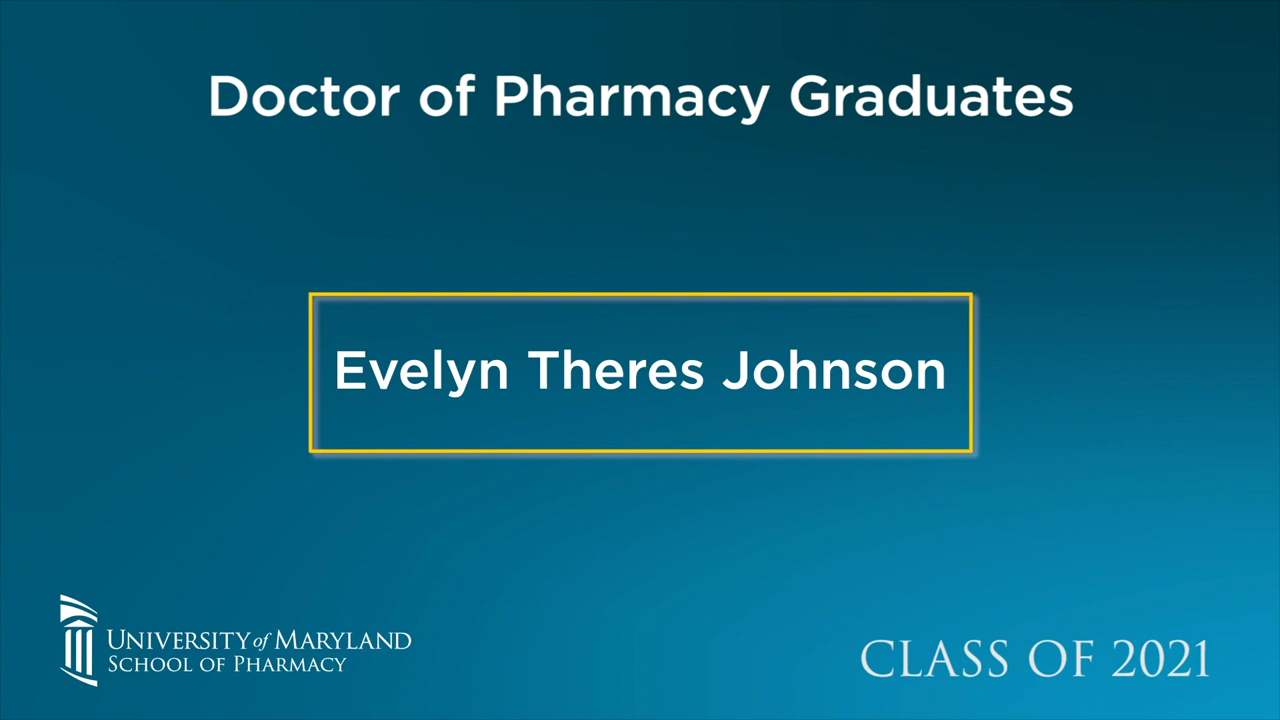 Doctor of Pharmacy Graduates
Evelyn Theres Johnson
UNIVERSITY of MARYLAND
SCHOOL OF PHARMACY
CLASS OF 2021